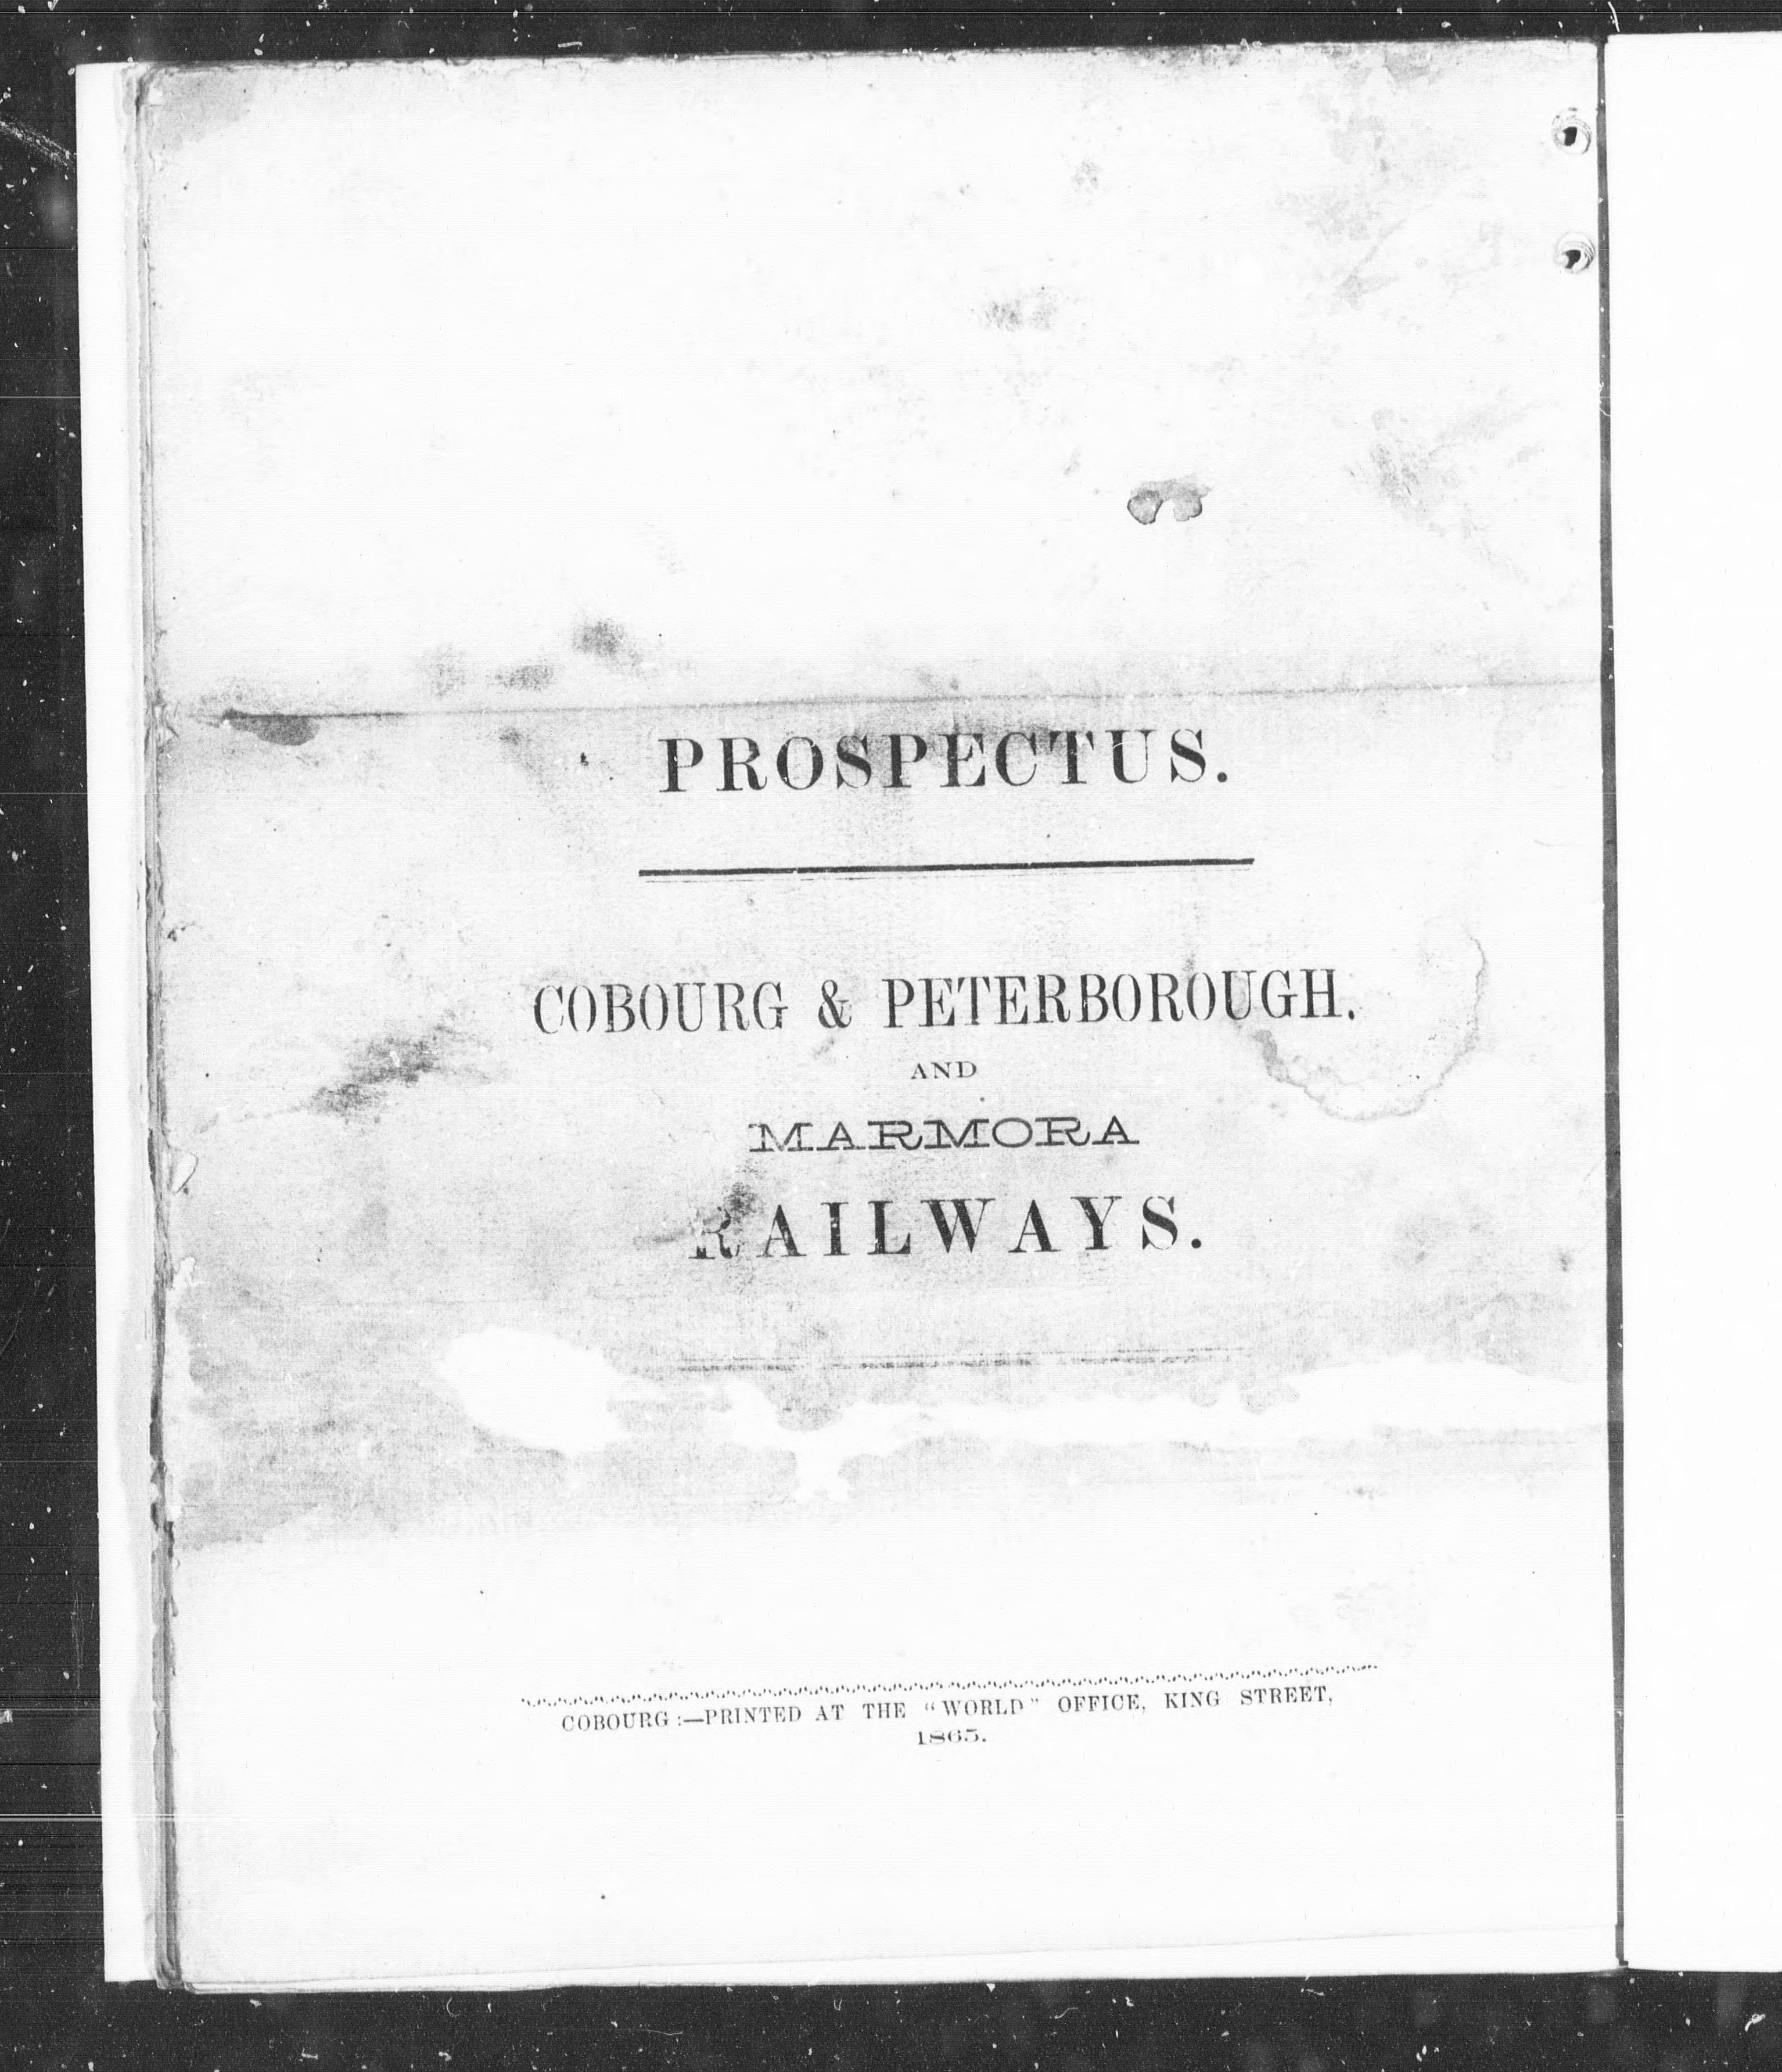 PROSPECTUS.
COBOURG & PETERBOROUGH.
AND
MARMORA
RAILWAYS.
COBOURG :—PRINTED AT THE "WORLD" OFFICE, KING STREET,
1865.